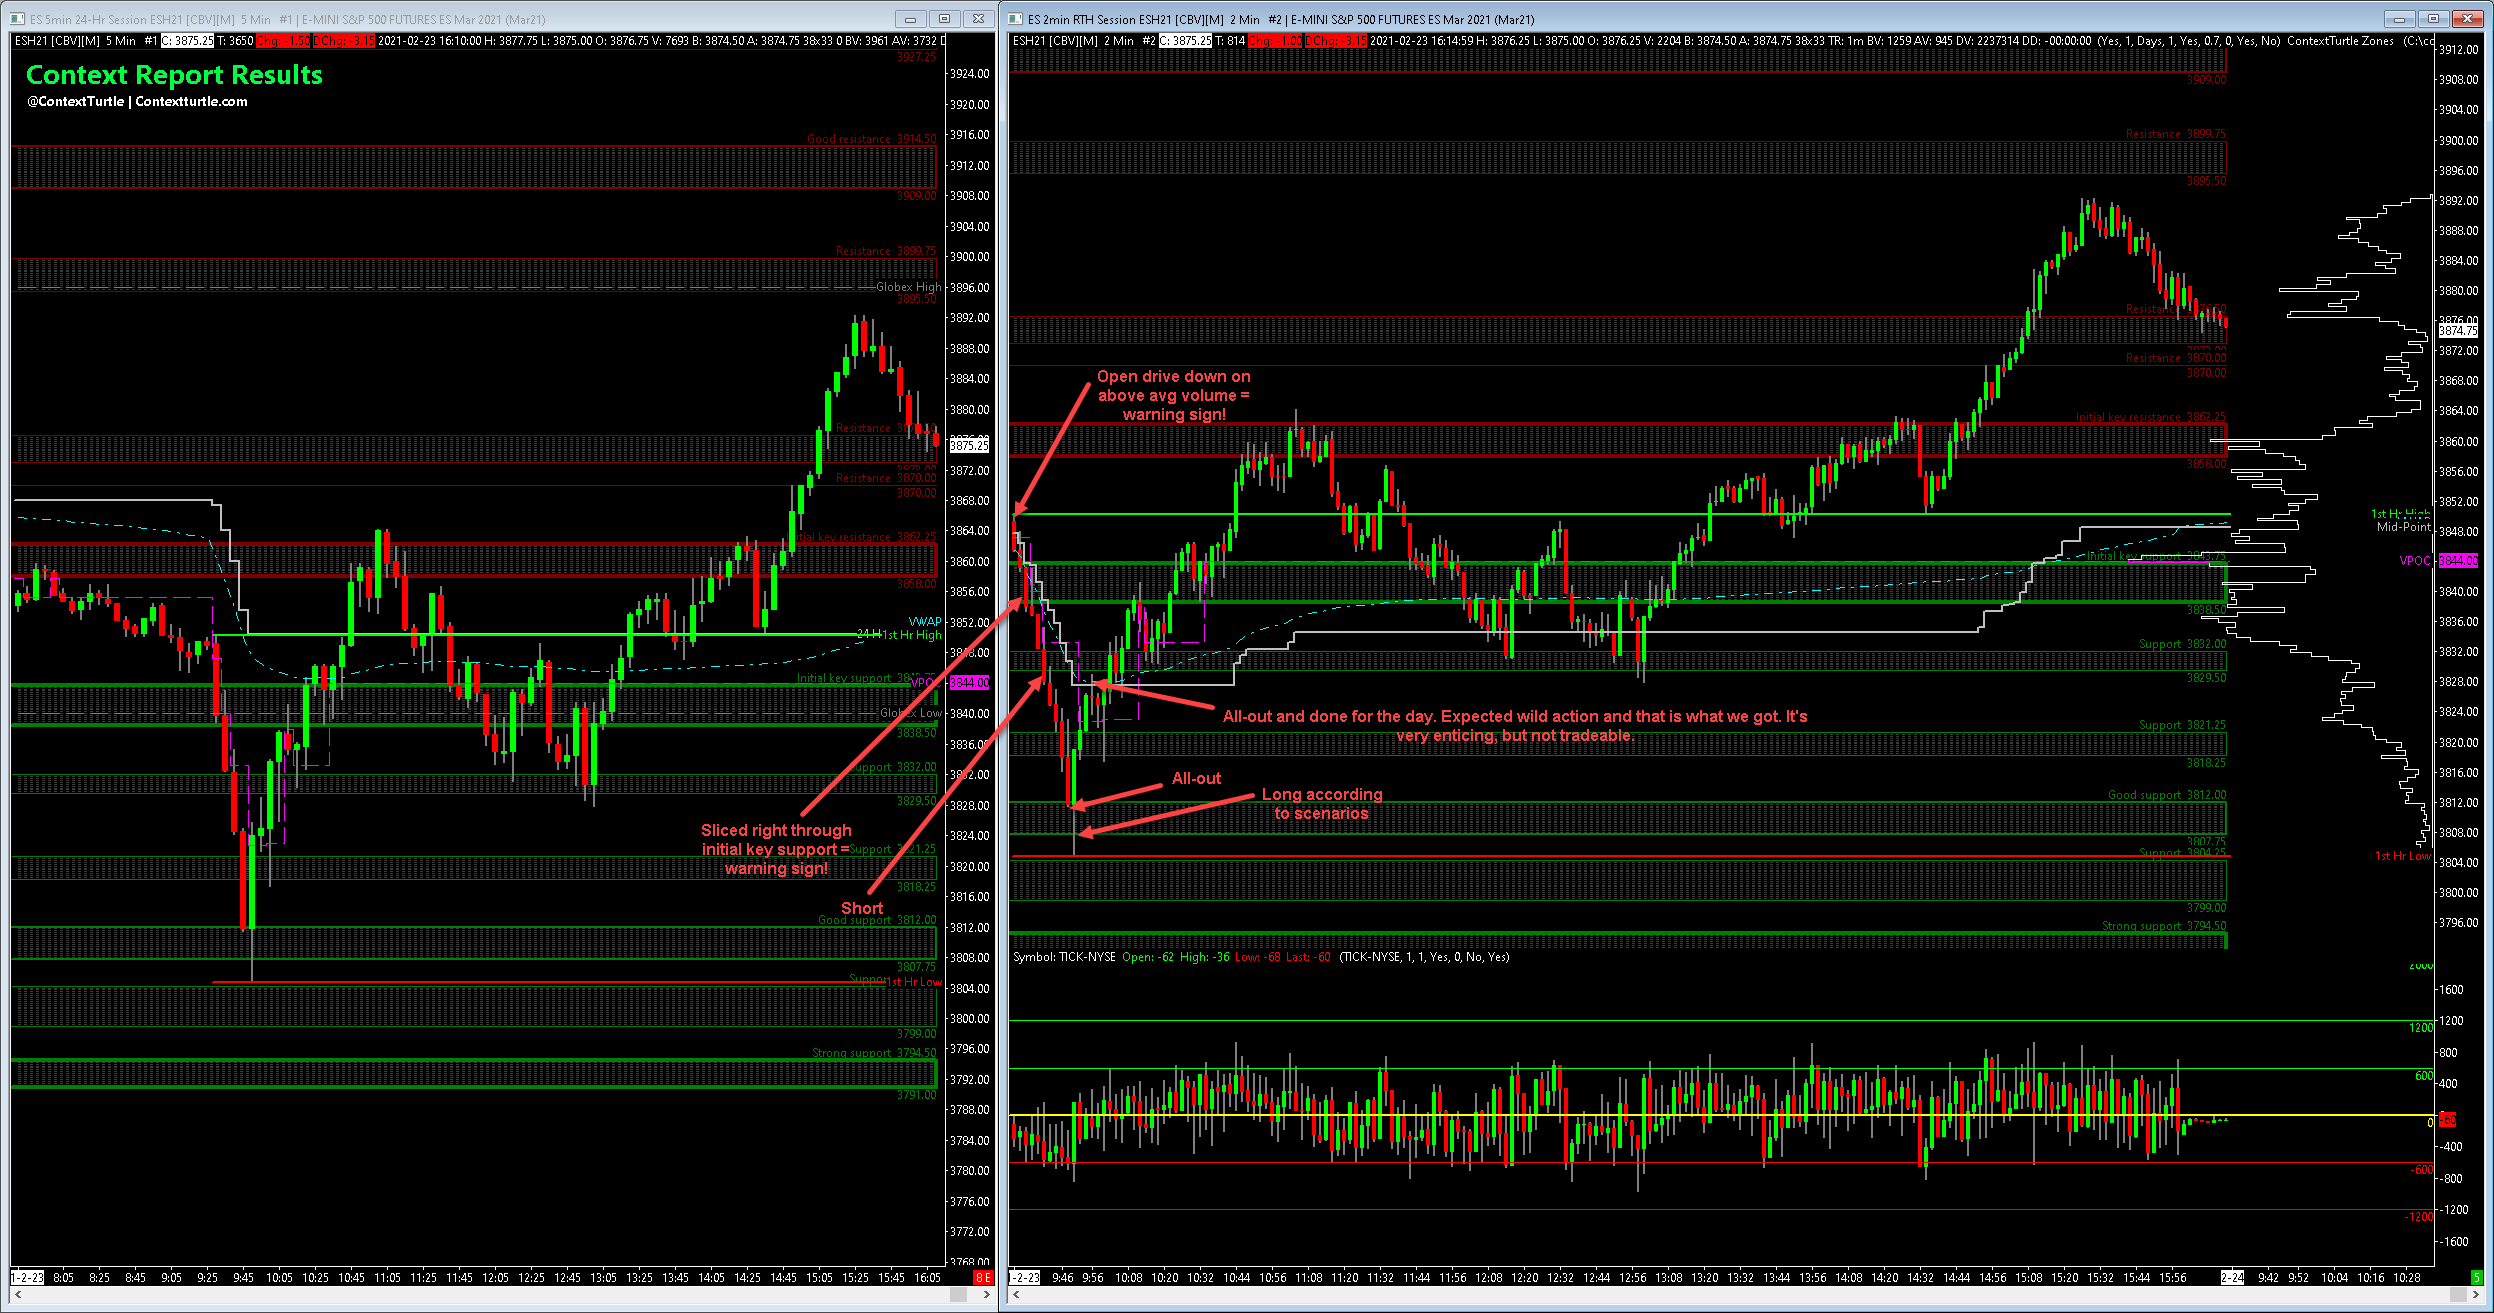 ES 5min 24-Hr Session ESH21 [CBV][M]  5 Min  #1 | E-MINI S&P 500 FUTURES ES Mar 2021 (Mar21)
ESH21 [CBV][M]  5 Min  #1 C: 3875.25 T: 3650 Chg: -1.50 DChg: -3.15 2021-02-23 16:10:00 H: 3877.75 L: 3875.00 O: 3876.75 V: 7693 B: 3874.50 A: 3874.75 38x33 0 BV: 3961 AV: 3732 D
Context Report Results
@ContextTurtle | Contextturtle.com
3927.25
Good resistance 3914.50
3909.00
Resistance 3899.75
Globex High
3895.50
Resistance
3870.00
Resistance 3870.00
3862.25
3858.00
VWAP
1st Hr High
Initial key support
VPOC
3844.00
Globex Low
3838.50
Support 3832.00
3829.50
3821.25
3818.25
Good support 3812.00
3807.75
1st Hr Low
3799.00
Strong support 3794.50
3791.00
3924.00
3920.00
3916.00
3912.00
3908.00
3904.00
3900.00
3896.00
3892.00
3888.00
3884.00
3880.00
3875.25
3872.00
3868.00
3864.00
3860.00
3856.00
3852.00
3848.00
3840.00
3836.00
3832.00
3828.00
3824.00
3820.00
3816.00
3812.00
3808.00
3804.00
3800.00
3796.00
3792.00
3788.00
3784.00
3780.00
3776.00
3772.00
3768.00
1-2-23 8:05 8:25 8:45 9:05 9:25 9:45 10:05 10:25 10:45 11:05 11:25 11:45 12:05 12:25 12:45 13:05 13:25 13:45 14:05 14:25 14:45 15:05 15:25 15:45 16:05
8 E
ES 2min RTH Session ESH21 [CBV][M]  2 Min  #2 | E-MINI S&P 500 FUTURES ES Mar 2021 (Mar21)
ESH21 [CBV][M]  2 Min  #2 C: 3875.25 T: 814 Chg: -1.00 DChg: -3.15 2021-02-23 16:14:59 H: 3876.25 L: 3875.00 O: 3876.25 V: 2204 B: 3874.50 A: 3874.75 38x33 TR: 1m BV: 1259 AV: 945 DV: 2237314 DD: -00:00:00 (Yes, 1, Days, 1, Yes, 0.7, 0, Yes, No) ContextTurtle Zones (C:\co
3909.00
Resistance 3899.75
3895.50
Resistance 3870.00
3870.00
Open drive down on
above avg volume =
warning sign!
Initial key resistance 3862.25
3858.00
1st Hr High
Mid-Point
Initial key support 3843.75
VPOC
3844.00
3838.50
Support 3832.00
3829.50
All-out and done for the day. Expected wild action and that is what we got. It's
very enticing, but not tradeable.
Support 3821.25
3818.25
All-out
Long according
to scenarios
Good support 3812.00
3807.75
Support 3804.25
1st Hr Low
Sliced right through
initial key support =
warning sign!
Short
3799.00
Strong support 3794.50
3912.00
3908.00
3904.00
3900.00
3896.00
3892.00
3888.00
3884.00
3880.00
3876.00
3874.75
3872.00
3868.00
3864.00
3860.00
3856.00
3852.00
3848.00
3840.00
3836.00
3832.00
3828.00
3824.00
3820.00
3816.00
3812.00
3808.00
3804.00
3800.00
3796.00
Symbol: TICK-NYSE Open: -62 High: -36 Low: -68 Last: -60 (TICK-NYSE, 1, 1, Yes, 0, No, Yes)
2000
1600
1200 1200
800
600
400
0
-60
-400
-600
-800
-1200 -1200
-1600
-2-23 9:46 9:56 10:08 10:20 10:32 10:44 10:56 11:08 11:20 11:32 11:44 11:56 12:08 12:20 12:32 12:44 12:56 13:08 13:20 13:32 13:44 13:56 14:08 14:20 14:32 14:44 14:56 15:08 15:20 15:32 15:44 15:56 2-24 9:42 9:52 10:04 10:16 10:28
5